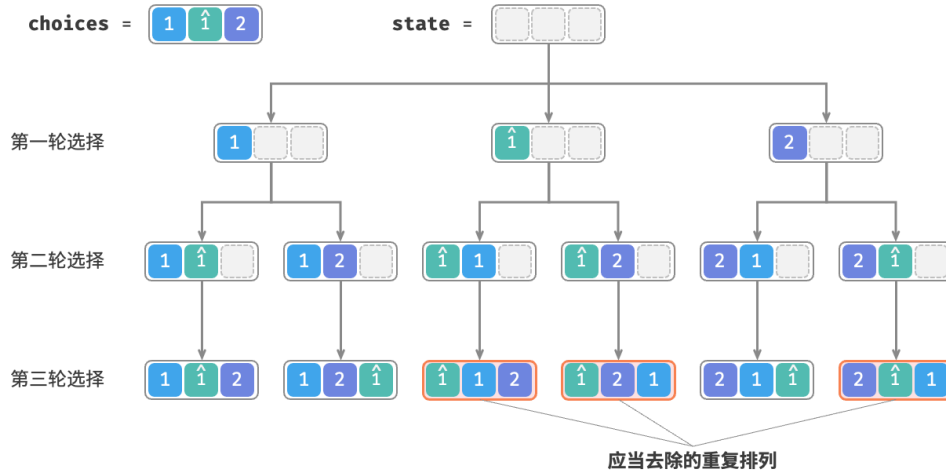 choices = 1 1̂ 2
state =
第一轮选择 1 1̂ 2
第二轮选择 1 1̂ 1 2 1̂ 1 1̂ 2 2 1 2 1̂
第三轮选择 1 1̂ 2 1 2 1̂ 1̂ 1 2 1̂ 2 1 2 1 1̂ 2 1̂ 1
应当去除的重复排列